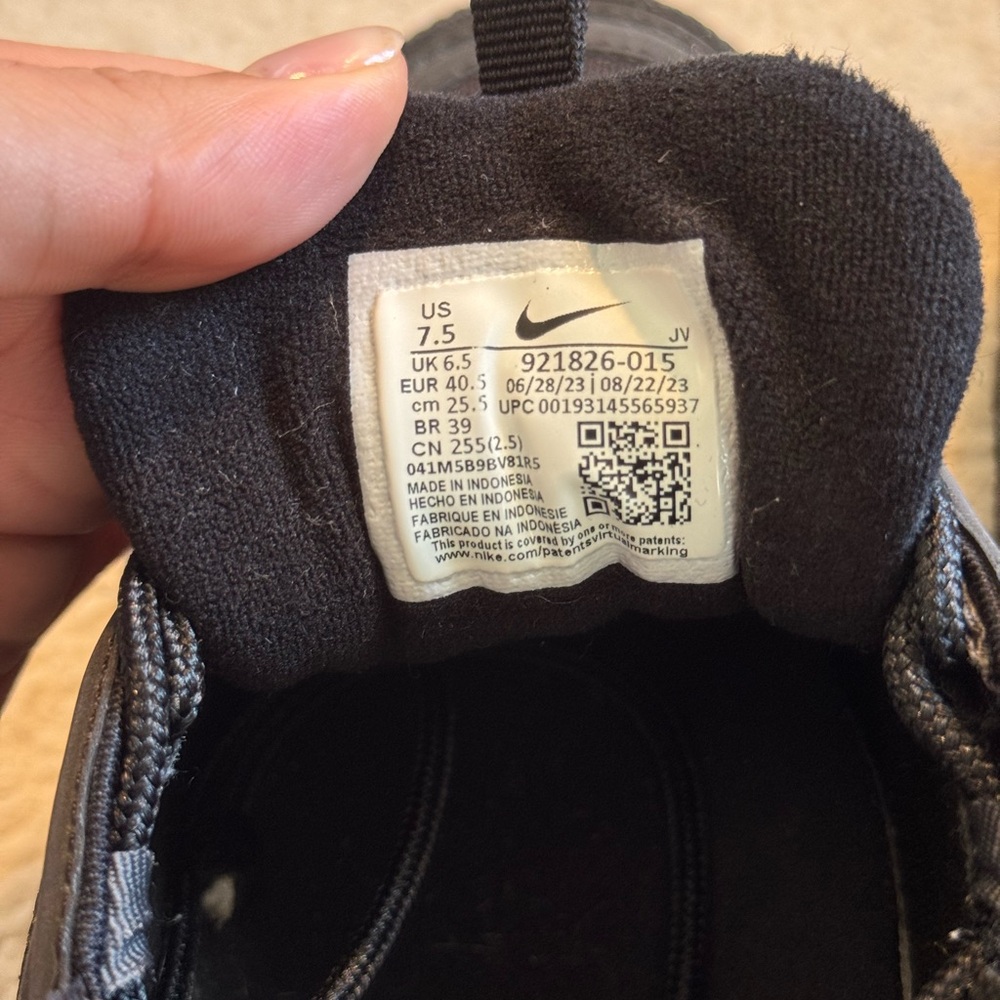 US
7.5
JV
UK 6.5
921826-015
EUR 40.5
06/28/23 | 08/22/23
cm 25.5
UPC 00193145565937
BR 39
CN 255(2.5)
041M5B9BV81R5
MADE IN INDONESIA
HECHO EN INDONESIA
FABRIQUE EN INDONESIE
FABRICADO NA INDONÉSIA
This product is covered by one or more patents:
www.nike.com/patentsvirtualmarking